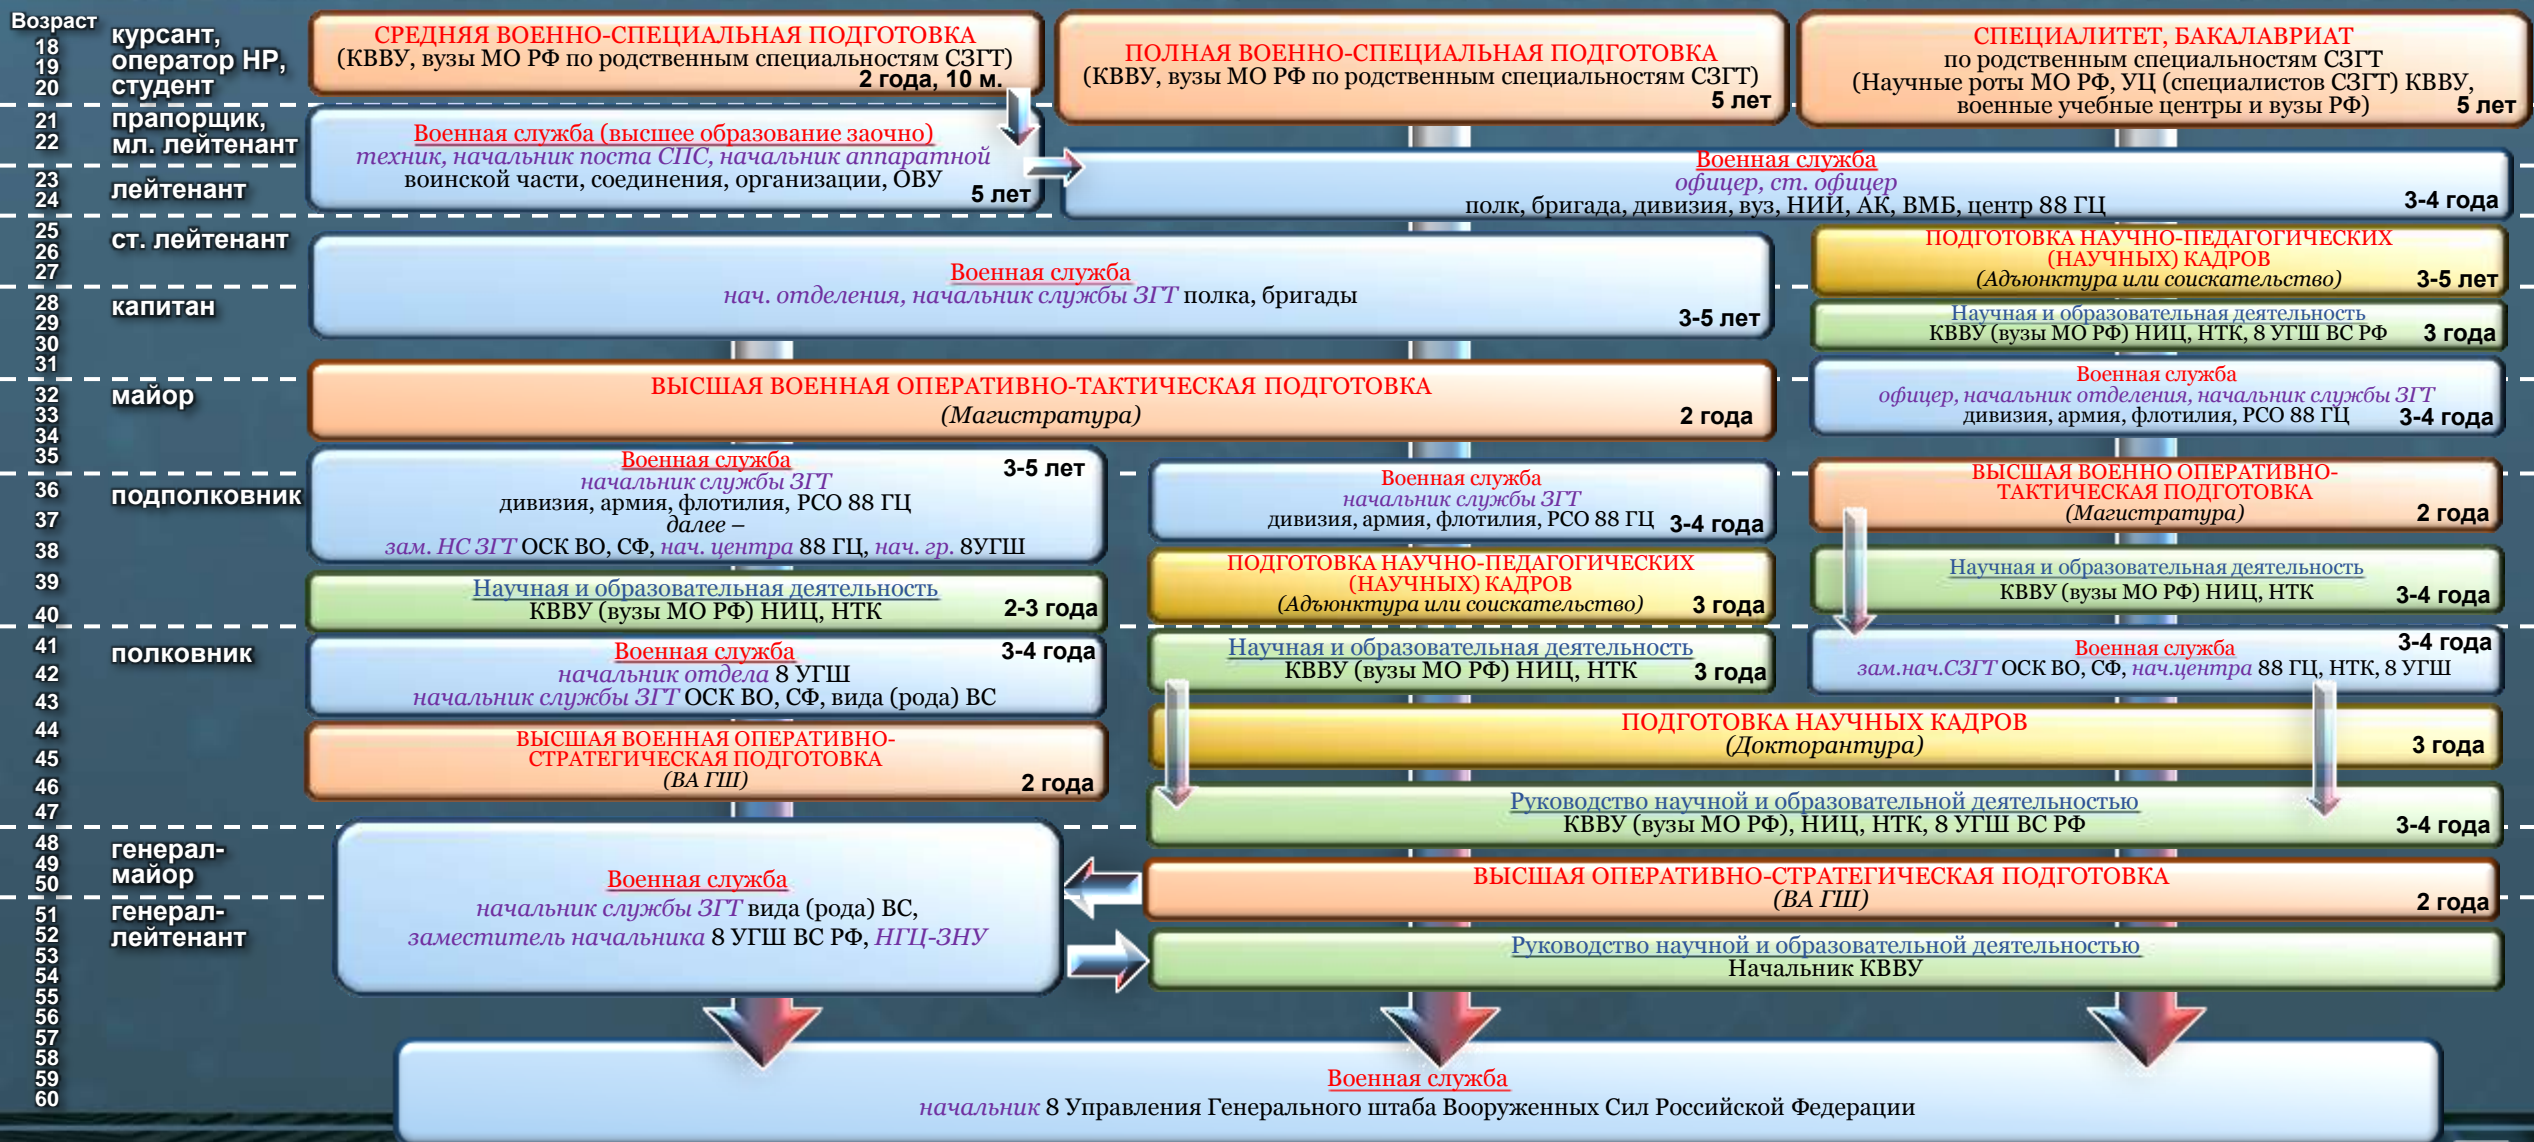 Возраст
18
19
20
21
22
23
24
25
26
27
28
29
30
31
32
33
34
35
36
37
38
39
40
41
42
43
44
45
46
47
48
49
50
51
52
53
54
55
56
57
58
59
60
курсант,
оператор НР,
студент
прапорщик,
мл. лейтенант
лейтенант
ст. лейтенант
капитан
майор
подполковник
полковник
генерал-
майор
генерал-
лейтенант
СРЕДНЯЯ ВОЕННО-СПЕЦИАЛЬНАЯ ПОДГОТОВКА
(КВВУ, вузы МО РФ по родственным специальностям СЗГТ)
2 года, 10 м.
ПОЛНАЯ ВОЕННО-СПЕЦИАЛЬНАЯ ПОДГОТОВКА
(КВВУ, вузы МО РФ по родственным специальностям СЗГТ)
5 лет
СПЕЦИАЛИТЕТ, БАКАЛАВРИАТ
по родственным специальностям СЗГТ
(Научные роты МО РФ, УЦ (специалистов СЗГТ) КВВУ,
военные учебные центры и вузы РФ) 5 лет
Военная служба (высшее образование заочно)
техник, начальник поста СПС, начальник аппаратной
воинской части, соединения, организации, ОВУ 5 лет
Военная служба
офицер, ст. офицер
полк, бригада, дивизия, вуз, НИИ, АК, ВМБ, центр 88 ГЦ 3-4 года
Военная служба
нач. отделения, начальник службы ЗГТ полка, бригады
3-5 лет
ПОДГОТОВКА НАУЧНО-ПЕДАГОГИЧЕСКИХ
(НАУЧНЫХ) КАДРОВ
(Адъюнктура или соискательство) 3-5 лет
Научная и образовательная деятельность
КВВУ (вузы МО РФ) НИЦ, НТК, 8 УГШ ВС РФ 3 года
ВЫСШАЯ ВОЕННАЯ ОПЕРАТИВНО-ТАКТИЧЕСКАЯ ПОДГОТОВКА
(Магистратура) 2 года
Военная служба
офицер, начальник отделения, начальник службы ЗГТ
дивизия, армия, флотилия, РСО 88 ГЦ 3-4 года
Военная служба 3-5 лет
начальник службы ЗГТ
дивизия, армия, флотилия, РСО 88 ГЦ
далее –
зам. НС ЗГТ ОСК ВО, СФ, нач. центра 88 ГЦ, нач. гр. 8УГШ
Военная служба
начальник службы ЗГТ
дивизия, армия, флотилия, РСО 88 ГЦ 3-4 года
ВЫСШАЯ ВОЕННО ОПЕРАТИВНО-
ТАКТИЧЕСКАЯ ПОДГОТОВКА
(Магистратура) 2 года
Научная и образовательная деятельность
КВВУ (вузы МО РФ) НИЦ, НТК 2-3 года
ПОДГОТОВКА НАУЧНО-ПЕДАГОГИЧЕСКИХ
(НАУЧНЫХ) КАДРОВ
(Адъюнктура или соискательство) 3 года
Научная и образовательная деятельность
КВВУ (вузы МО РФ) НИЦ, НТК 3-4 года
Военная служба 3-4 года
начальник отдела 8 УГШ
начальник службы ЗГТ ОСК ВО, СФ, вида (рода) ВС
Научная и образовательная деятельность
КВВУ (вузы МО РФ) НИЦ, НТК 3 года
Военная служба 3-4 года
зам.нач.СЗГТ ОСК ВО, СФ, нач.центра 88 ГЦ, НТК, 8 УГШ
ВЫСШАЯ ВОЕННАЯ ОПЕРАТИВНО-
СТРАТЕГИЧЕСКАЯ ПОДГОТОВКА
(ВА ГШ) 2 года
ПОДГОТОВКА НАУЧНЫХ КАДРОВ
(Докторантура) 3 года
Руководство научной и образовательной деятельностью
КВВУ (вузы МО РФ), НИЦ, НТК, 8 УГШ ВС РФ 3-4 года
Военная служба
начальник службы ЗГТ вида (рода) ВС,
заместитель начальника 8 УГШ ВС РФ, НГЦ-ЗНУ
ВЫСШАЯ ОПЕРАТИВНО-СТРАТЕГИЧЕСКАЯ ПОДГОТОВКА
(ВА ГШ) 2 года
Руководство научной и образовательной деятельностью
Начальник КВВУ
Военная служба
начальник 8 Управления Генерального штаба Вооруженных Сил Российской Федерации